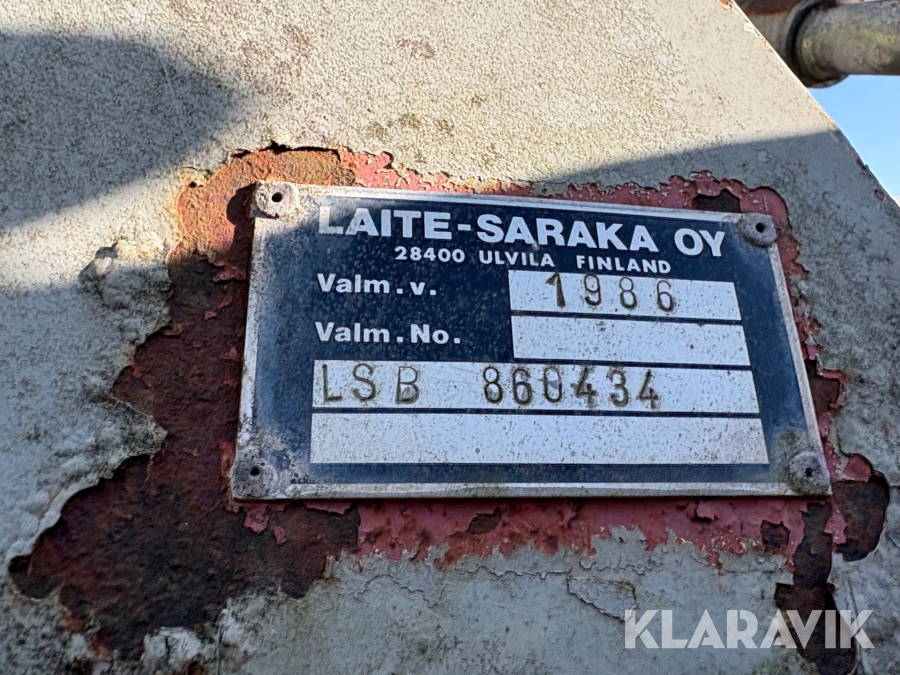 LAITE-SARAKA OY
28400 ULVILA FINLAND
Valm.v. 1986
Valm.No.
LSB 860434
KLARAVIK